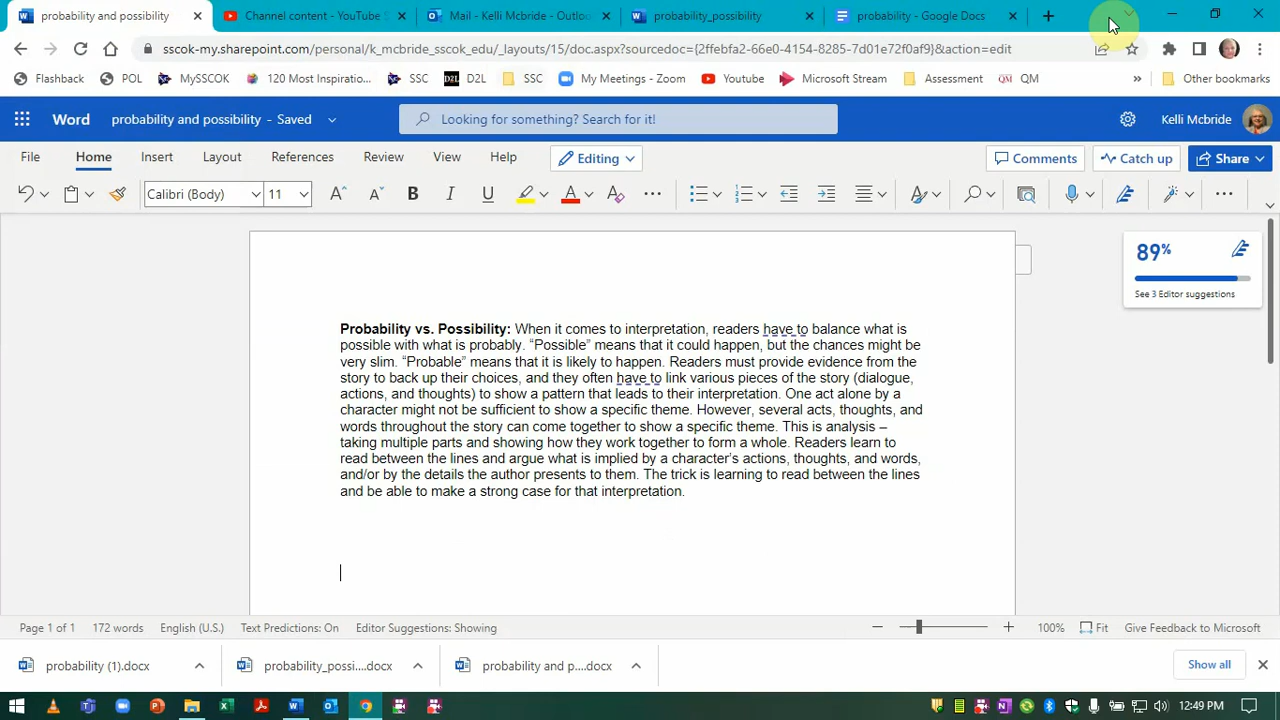 probability and possibility
Channel content - YouTube S
Mail - Kelli Mcbride - Outloo
probability_possibility
probability - Google Docs
sscok-my.sharepoint.com/personal/k_mcbride_sscok_edu/_layouts/15/doc.aspx?sourcedoc={2ffebfa2-66e0-4154-8285-7d01e72f0af9}&action=edit
Flashback POL MySSCOK 120 Most Inspiratio... SSC D2L SSC My Meetings - Zoom Youtube Microsoft Stream Assessment QM QM » Other bookmarks
Word probability and possibility - Saved Looking for something? Search for it! Kelli Mcbride
File Home Insert Layout References Review View Help Editing Comments Catch up Share
Calibri (Body) 11
89%
See 3 Editor suggestions
Probability vs. Possibility: When it comes to interpretation, readers have to balance what is
possible with what is probably. “Possible” means that it could happen, but the chances might be
very slim. “Probable” means that it is likely to happen. Readers must provide evidence from the
story to back up their choices, and they often have to link various pieces of the story (dialogue,
actions, and thoughts) to show a pattern that leads to their interpretation. One act alone by a
character might not be sufficient to show a specific theme. However, several acts, thoughts, and
words throughout the story can come together to show a specific theme. This is analysis –
taking multiple parts and showing how they work together to form a whole. Readers learn to
read between the lines and argue what is implied by a character’s actions, thoughts, and words,
and/or by the details the author presents to them. The trick is learning to read between the lines
and be able to make a strong case for that interpretation.
Page 1 of 1 172 words English (U.S.) Text Predictions: On Editor Suggestions: Showing 100% Fit Give Feedback to Microsoft
probability (1).docx probability_possi....docx probability and p....docx Show all
12:49 PM